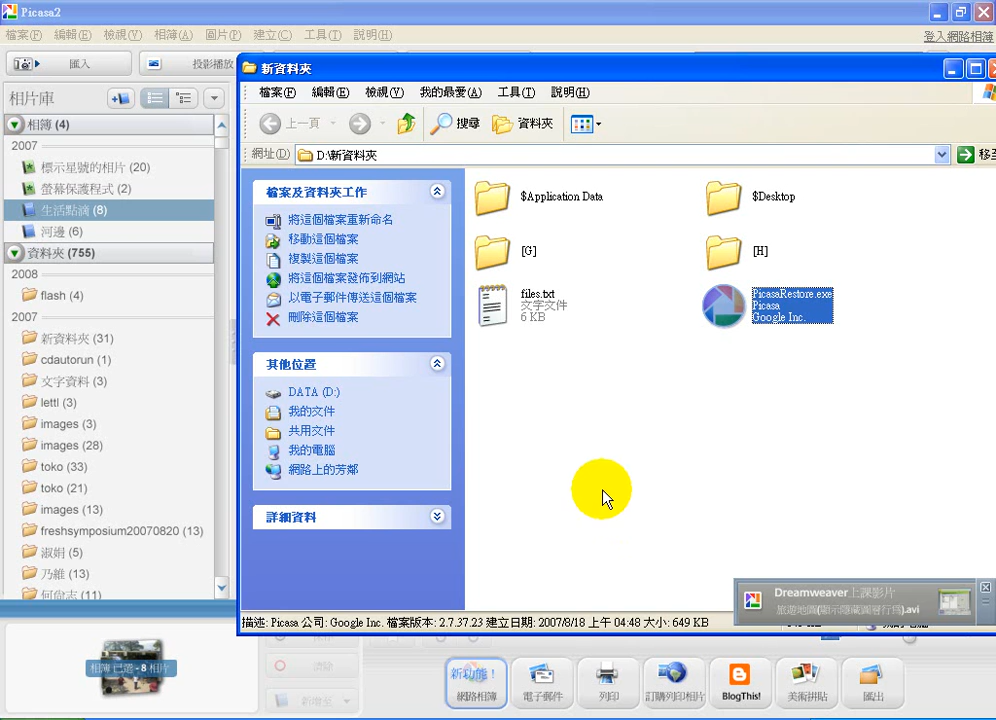 Picasa2
檔案(F) 編輯(E) 檢視(V) 相簿(A) 圖片(P) 建立(C) 工具(T) 說明(H)
登入網路相簿
匯入
投影播放
相片庫
相簿 (4)
2007
標示星號的相片 (20)
螢幕保護程式 (2)
生活點滴 (8)
河邊 (6)
資料夾 (755)
2008
flash (4)
2007
新資料夾 (31)
cdautorun (1)
文字資料 (3)
lettl (3)
images (3)
images (28)
toko (33)
toko (21)
images (13)
freshsymposium20070820 (13)
淑娟 (5)
乃維 (13)
何偉志 (11)
新資料夾
檔案(F) 編輯(E) 檢視(V) 我的最愛(A) 工具(T) 說明(H)
上一頁
搜尋
資料夾
網址(D)
D:\新資料夾
移至
檔案及資料夾工作
將這個檔案重新命名
移動這個檔案
複製這個檔案
將這個檔案發佈到網站
以電子郵件傳送這個檔案
刪除這個檔案
其他位置
DATA (D:)
我的文件
共用文件
我的電腦
網路上的芳鄰
詳細資料
$Application Data
$Desktop
[G]
[H]
files.txt
文字文件
6 KB
PicasaRestore.exe
Picasa
Google Inc.
Dreamweaver上課影片
描述: Picasa 公司: Google Inc. 檔案版本: 2.7.37.23 建立日期: 2007/8/18 上午 04:48 大小: 649 KB
相簿 已選 - 8 相片
清除
新增至
新功能！
網路相簿
電子郵件
列印
訂購列印相片
BlogThis!
美術拼貼
匯出